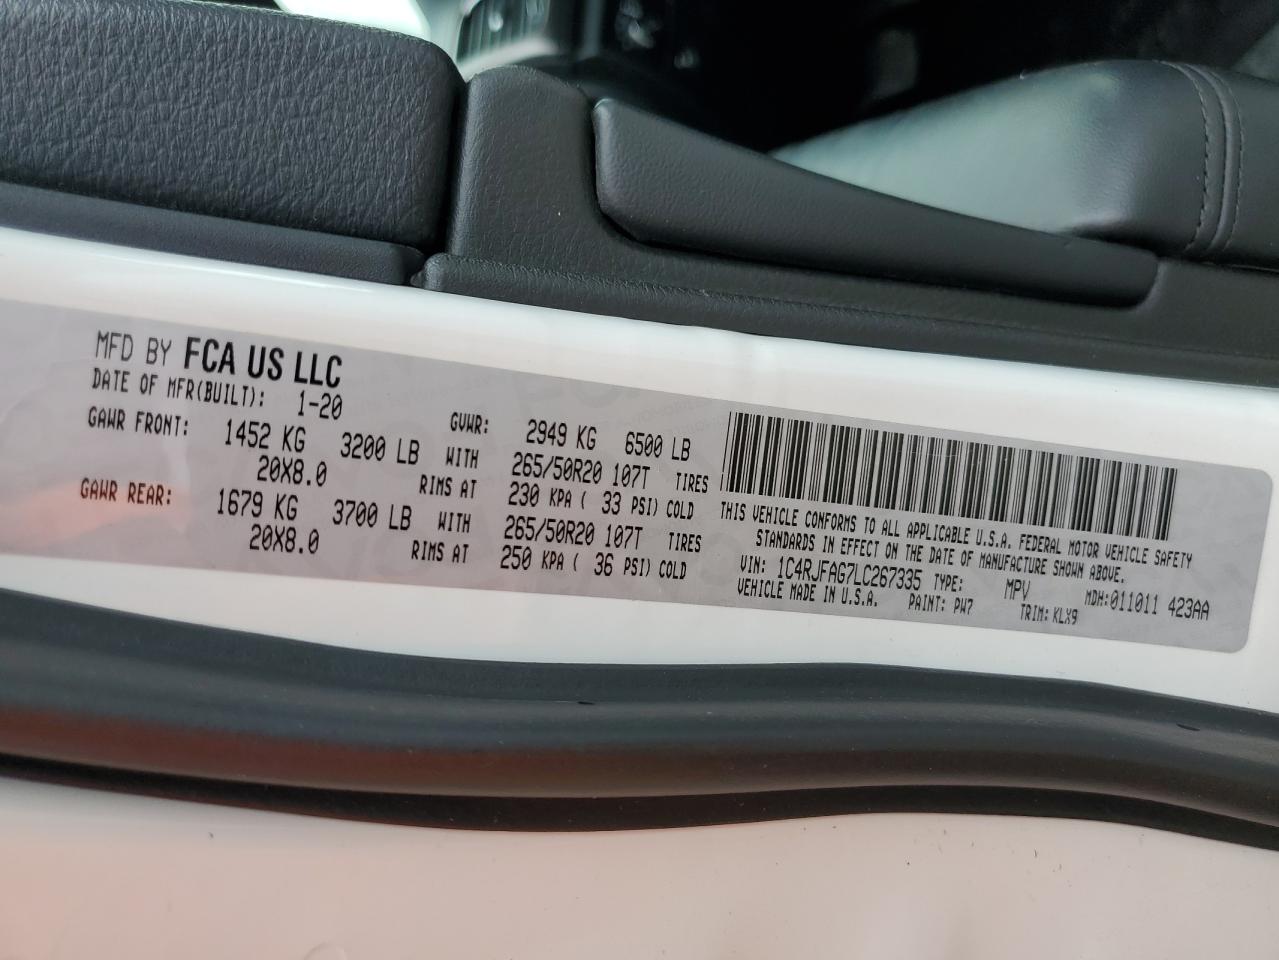 MFD BY FCA US LLC
DATE OF MFR(BUILT): 1-20
GVWR: 2949 KG 6500 LB
GAWR FRONT: 1452 KG 3200 LB WITH 265/50R20 107T TIRES
20X8.0 RIMS AT 230 KPA ( 33 PSI) COLD
GAWR REAR: 1679 KG 3700 LB WITH 265/50R20 107T TIRES
20X8.0 RIMS AT 250 KPA ( 36 PSI) COLD
THIS VEHICLE CONFORMS TO ALL APPLICABLE U.S.A. FEDERAL MOTOR VEHICLE SAFETY
STANDARDS IN EFFECT ON THE DATE OF MANUFACTURE SHOWN ABOVE.
VIN: 1C4RJFAG7LC267335 TYPE: MPV MDH:011011 423AA
VEHICLE MADE IN U.S.A. PAINT: PW7 TRIM: KLX9